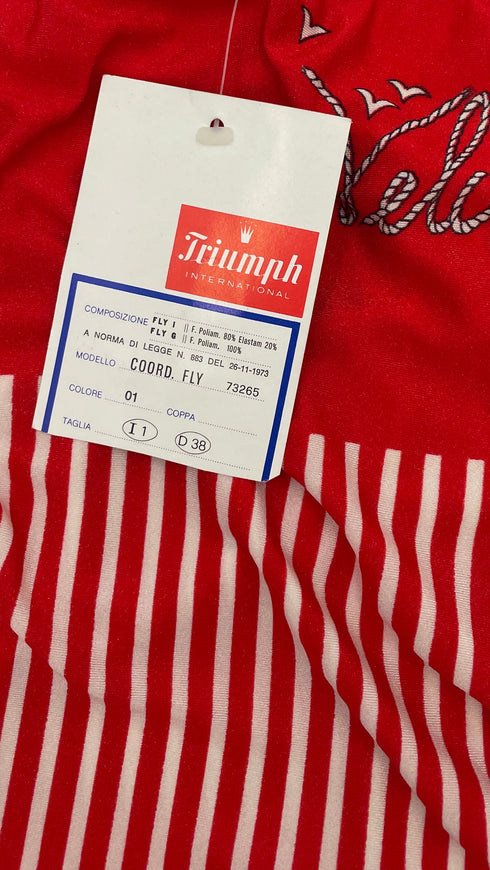 Veli
Triumph
INTERNATIONAL
COMPOSIZIONE FLY I || F. Poliam. 80% Elastam 20%
FLY G || F. Poliam. 100%
A NORMA DI LEGGE N. 883 DEL 26-11-1973
MODELLO COORD. FLY 73265
COLORE 01 COPPA
TAGLIA I 1 D 38